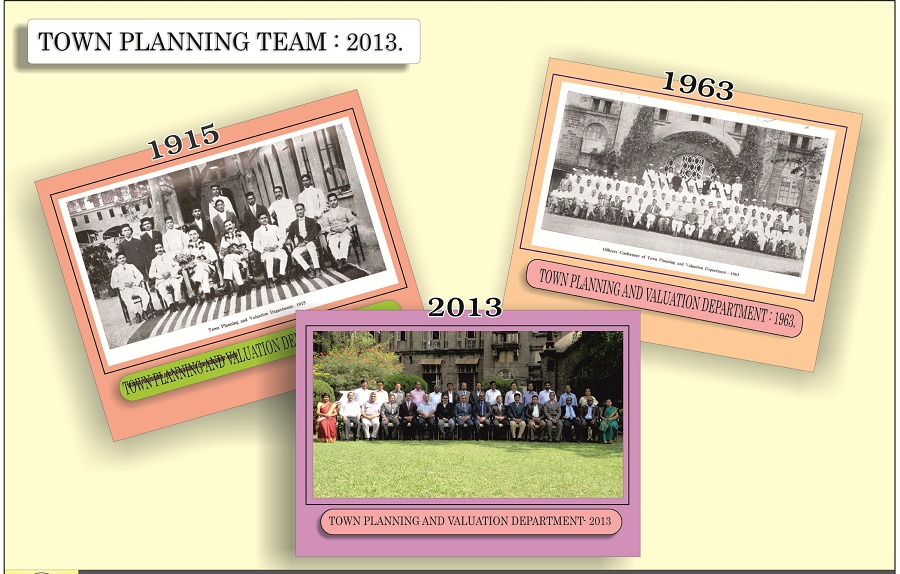 TOWN PLANNING TEAM : 2013.
1915
Town Planning and Valuation Department - 1915
TOWN PLANNING AND VALUATION DE
1963
Officers Conference of Town Planning and Valuation Department - 1963
TOWN PLANNING AND VALUATION DEPARTMENT : 1963.
2013
TOWN PLANNING AND VALUATION DEPARTMENT- 2013